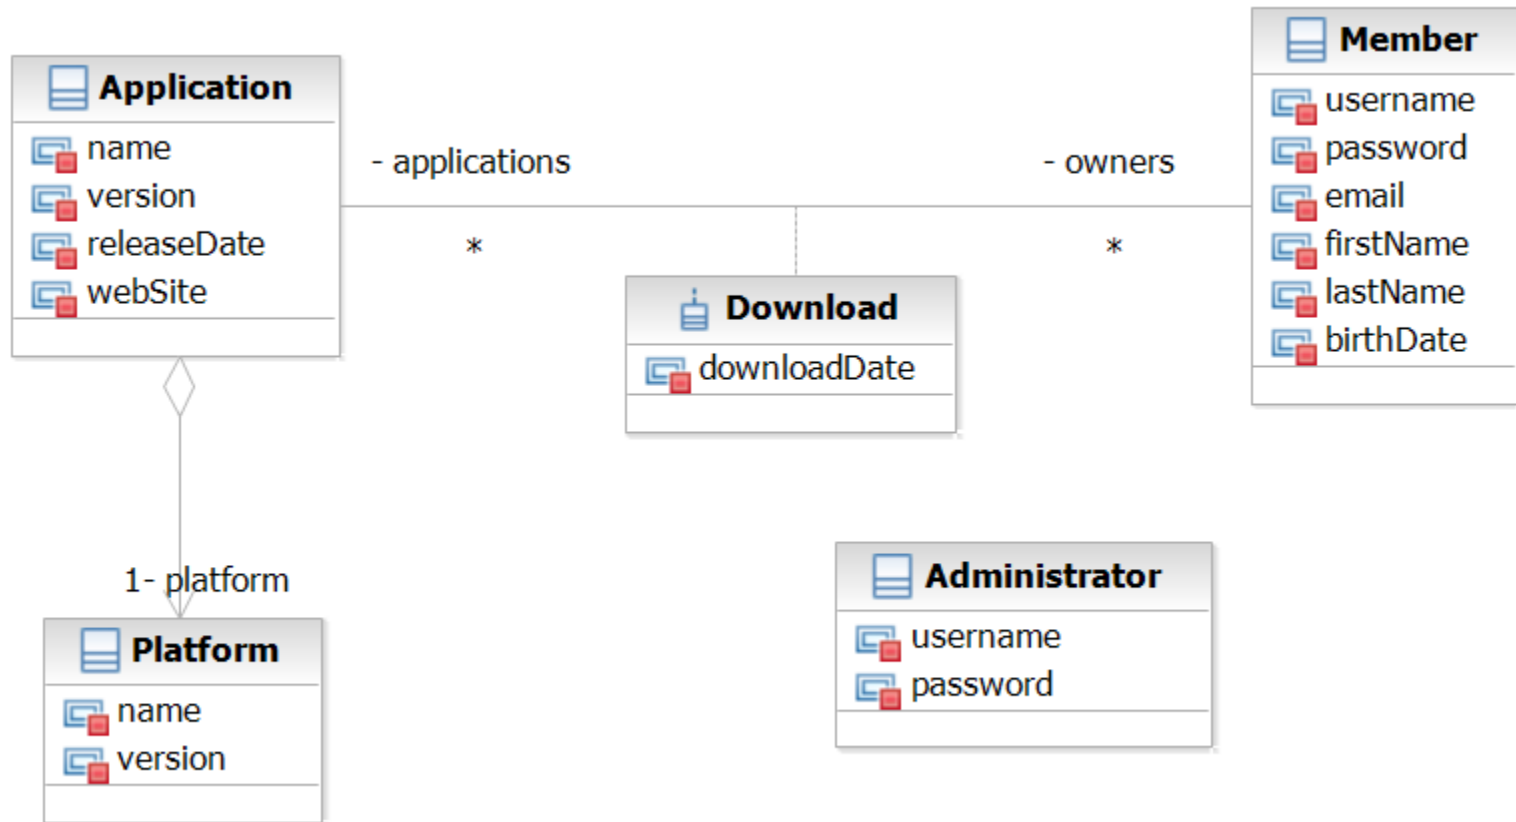 Application
name
version
releaseDate
webSite
- applications
*
- owners
*
Member
username
password
email
firstName
lastName
birthDate
Download
downloadDate
1- platform
Platform
name
version
Administrator
username
password